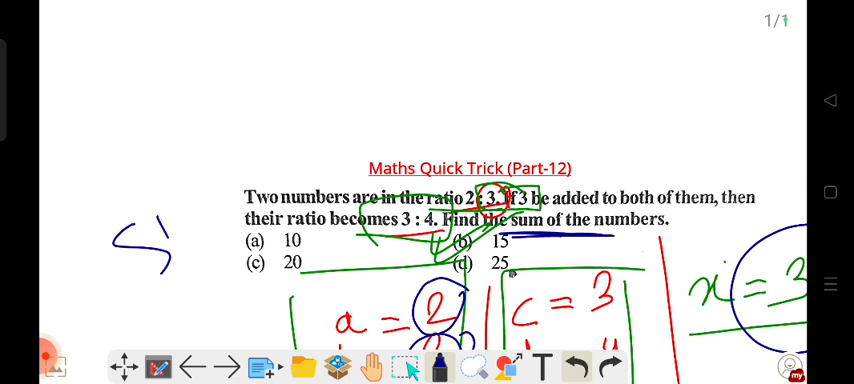 1/1
Maths Quick Trick (Part-12)
Two numbers are in the ratio 2 : 3. If 3 be added to both of them, then
their ratio becomes 3 : 4. Find the sum of the numbers.
(a) 10 (b) 15
(c) 20 (d) 25
a = 2 c = 3 x = 3
T
my